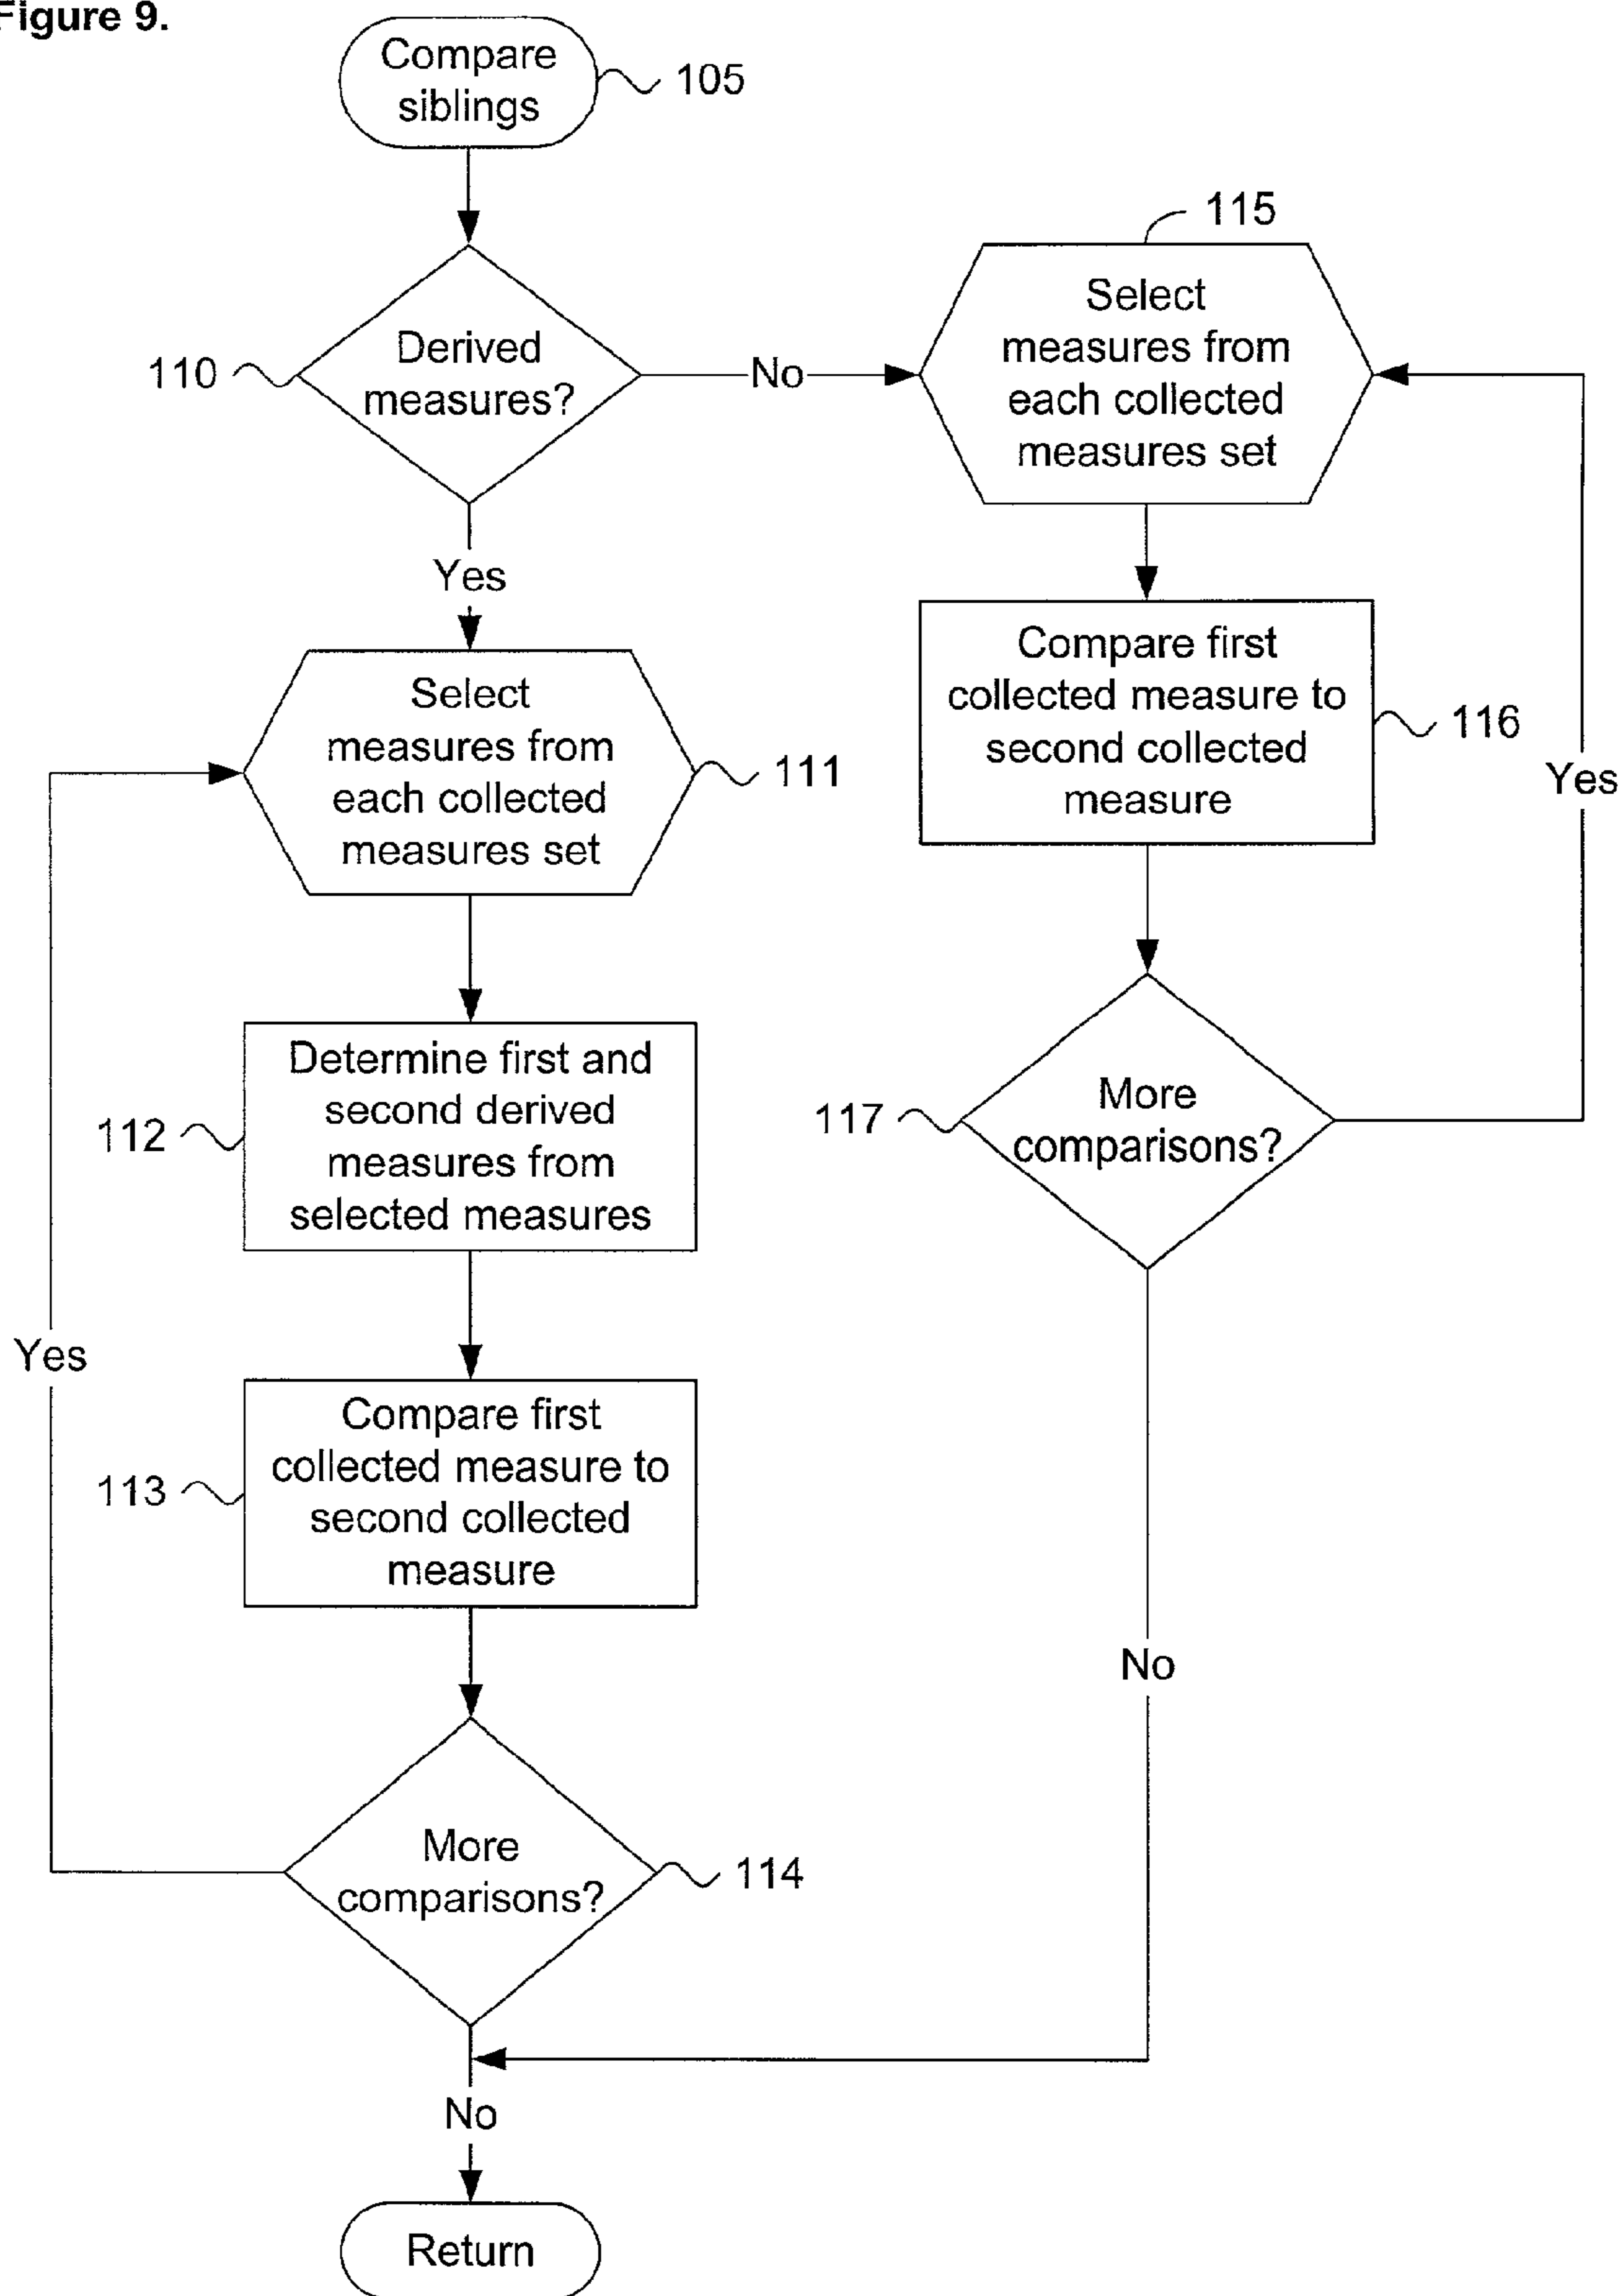 Figure 9.
Compare
siblings
105
115
Select
measures from
each collected
measures set
110
Derived
measures?
No
Yes
Compare first
collected measure to
second collected
measure
116
Select
measures from
each collected
measures set
111
Yes
More
comparisons?
117
Determine first and
second derived
measures from
selected measures
112
Yes
Compare first
collected measure to
second collected
measure
113
No
More
comparisons?
114
No
Return